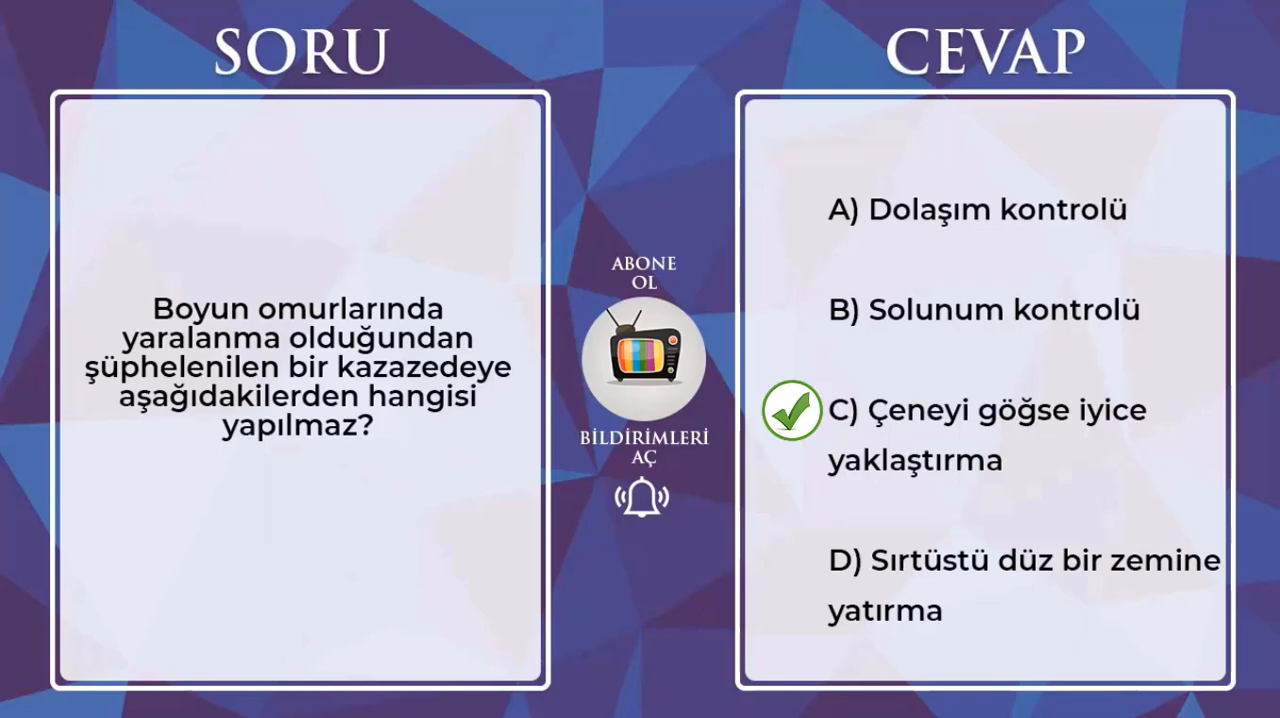 SORU
Boyun omurlarında
yaralanma olduğundan
şüphelenilen bir kazazedeye
aşağıdakilerden hangisi
yapılmaz?
ABONE
OL
BİLDİRİMLERİ
AÇ
CEVAP
A) Dolaşım kontrolü
B) Solunum kontrolü
C) Çeneyi göğse iyice
yaklaştırma
D) Sırtüstü düz bir zemine
yatırma